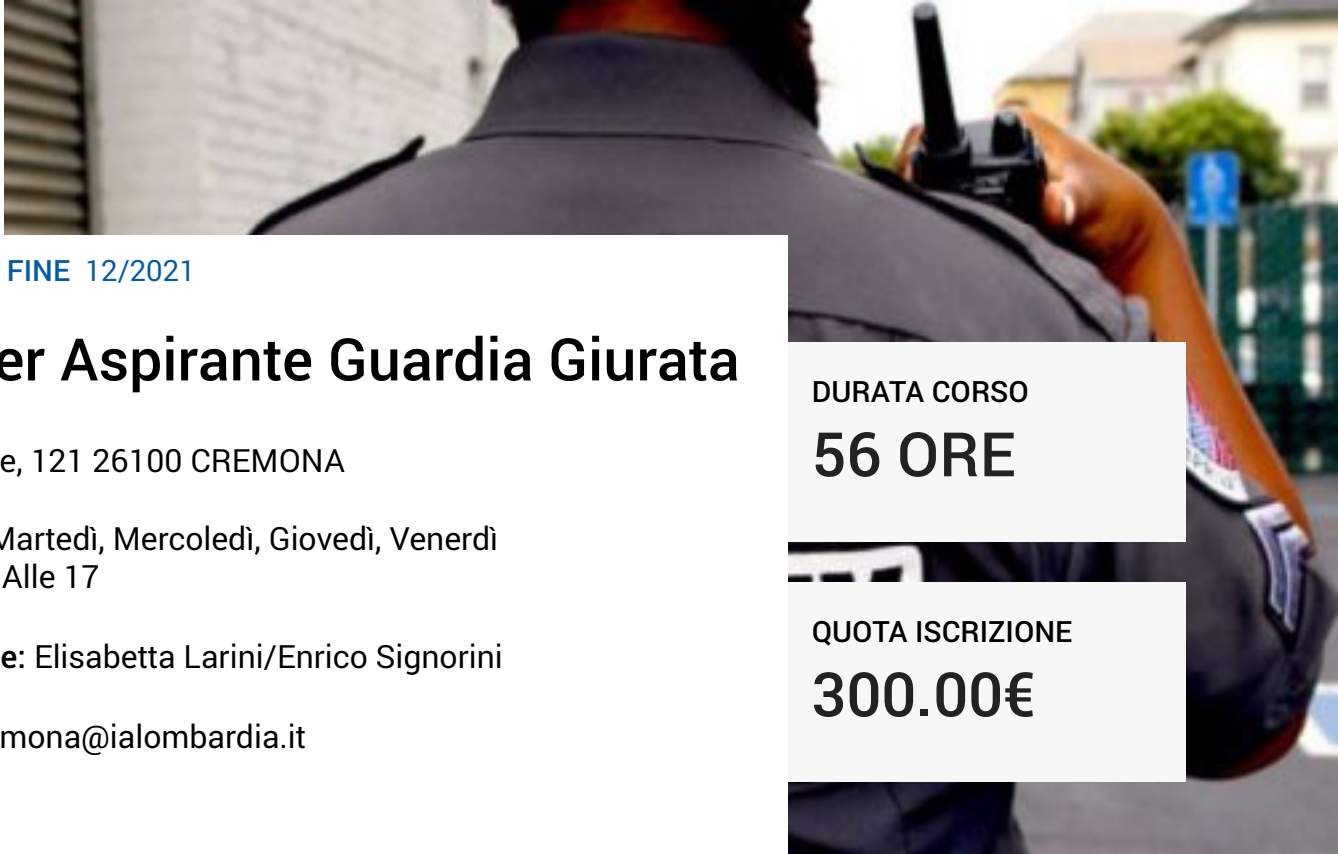 FINE 12/2021
er Aspirante Guardia Giurata
e, 121 26100 CREMONA
Martedì, Mercoledì, Giovedì, Venerdì
Alle 17
e: Elisabetta Larini/Enrico Signorini
mona@ialombardia.it
DURATA CORSO
56 ORE
QUOTA ISCRIZIONE
300.00€